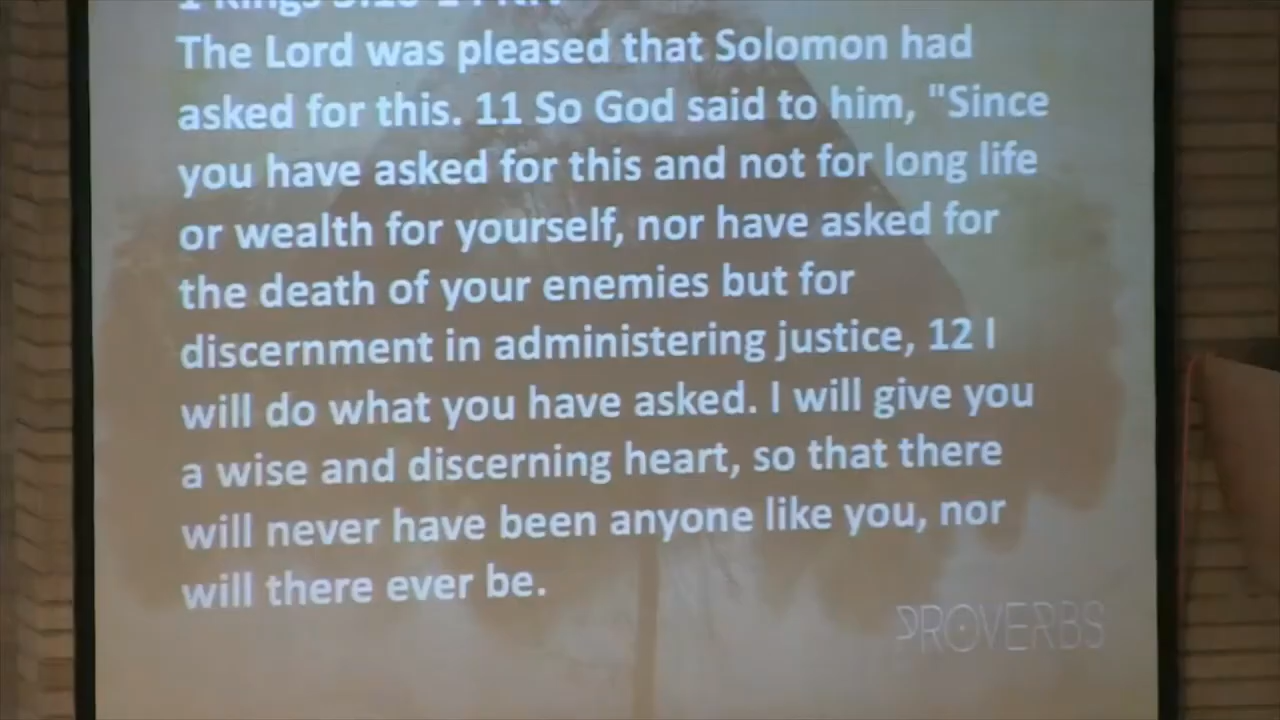 The Lord was pleased that Solomon had
asked for this. 11 So God said to him, "Since
you have asked for this and not for long life
or wealth for yourself, nor have asked for
the death of your enemies but for
discernment in administering justice, 12 I
will do what you have asked. I will give you
a wise and discerning heart, so that there
will never have been anyone like you, nor
will there ever be.
PROVERBS